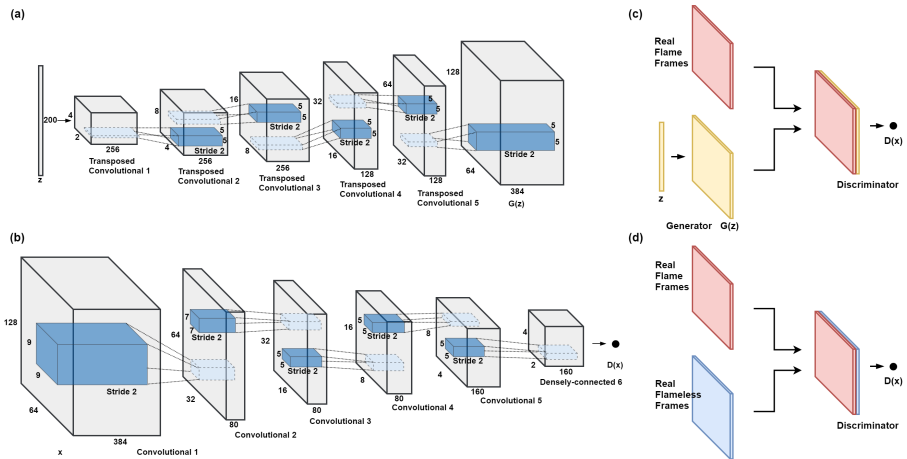 (a)
200
z
4
2
256
Transposed
Convolutional 1
8
4
5
5
Stride 2
256
Transposed
Convolutional 2
16
8
5
5
Stride 2
256
Transposed
Convolutional 3
32
16
5
5
Stride 2
128
Transposed
Convolutional 4
64
32
5
5
Stride 2
128
Transposed
Convolutional 5
128
64
5
5
Stride 2
384
G(z)
(b)
128
64
9
9
Stride 2
384
x
Convolutional 1
64
32
7
7
Stride 2
80
Convolutional 2
32
16
5
5
Stride 2
80
Convolutional 3
16
8
5
5
Stride 2
80
Convolutional 4
8
4
5
5
Stride 2
160
Convolutional 5
4
2
160
Densely-connected 6
D(x)
(c)
Real
Flame
Frames
z
Generator G(z)
Discriminator
D(x)
(d)
Real
Flame
Frames
Real
Flameless
Frames
Discriminator
D(x)